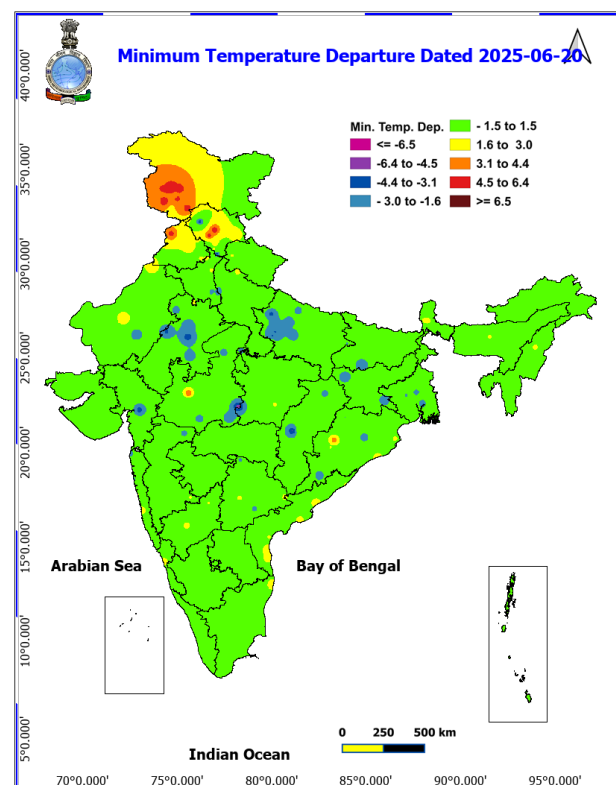 Minimum Temperature Departure Dated 2025-06-20
Min. Temp. Dep.
<= -6.5
-6.4 to -4.5
-4.4 to -3.1
- 3.0 to -1.6
- 1.5 to 1.5
1.6 to 3.0
3.1 to 4.4
4.5 to 6.4
>= 6.5
40°0.000'
35°0.000'
30°0.000'
25°0.000'
20°0.000'
15°0.000'
10°0.000'
5°0.000'
Arabian Sea
Bay of Bengal
0 250 500 km
Indian Ocean
70°0.000' 75°0.000' 80°0.000' 85°0.000' 90°0.000' 95°0.000'